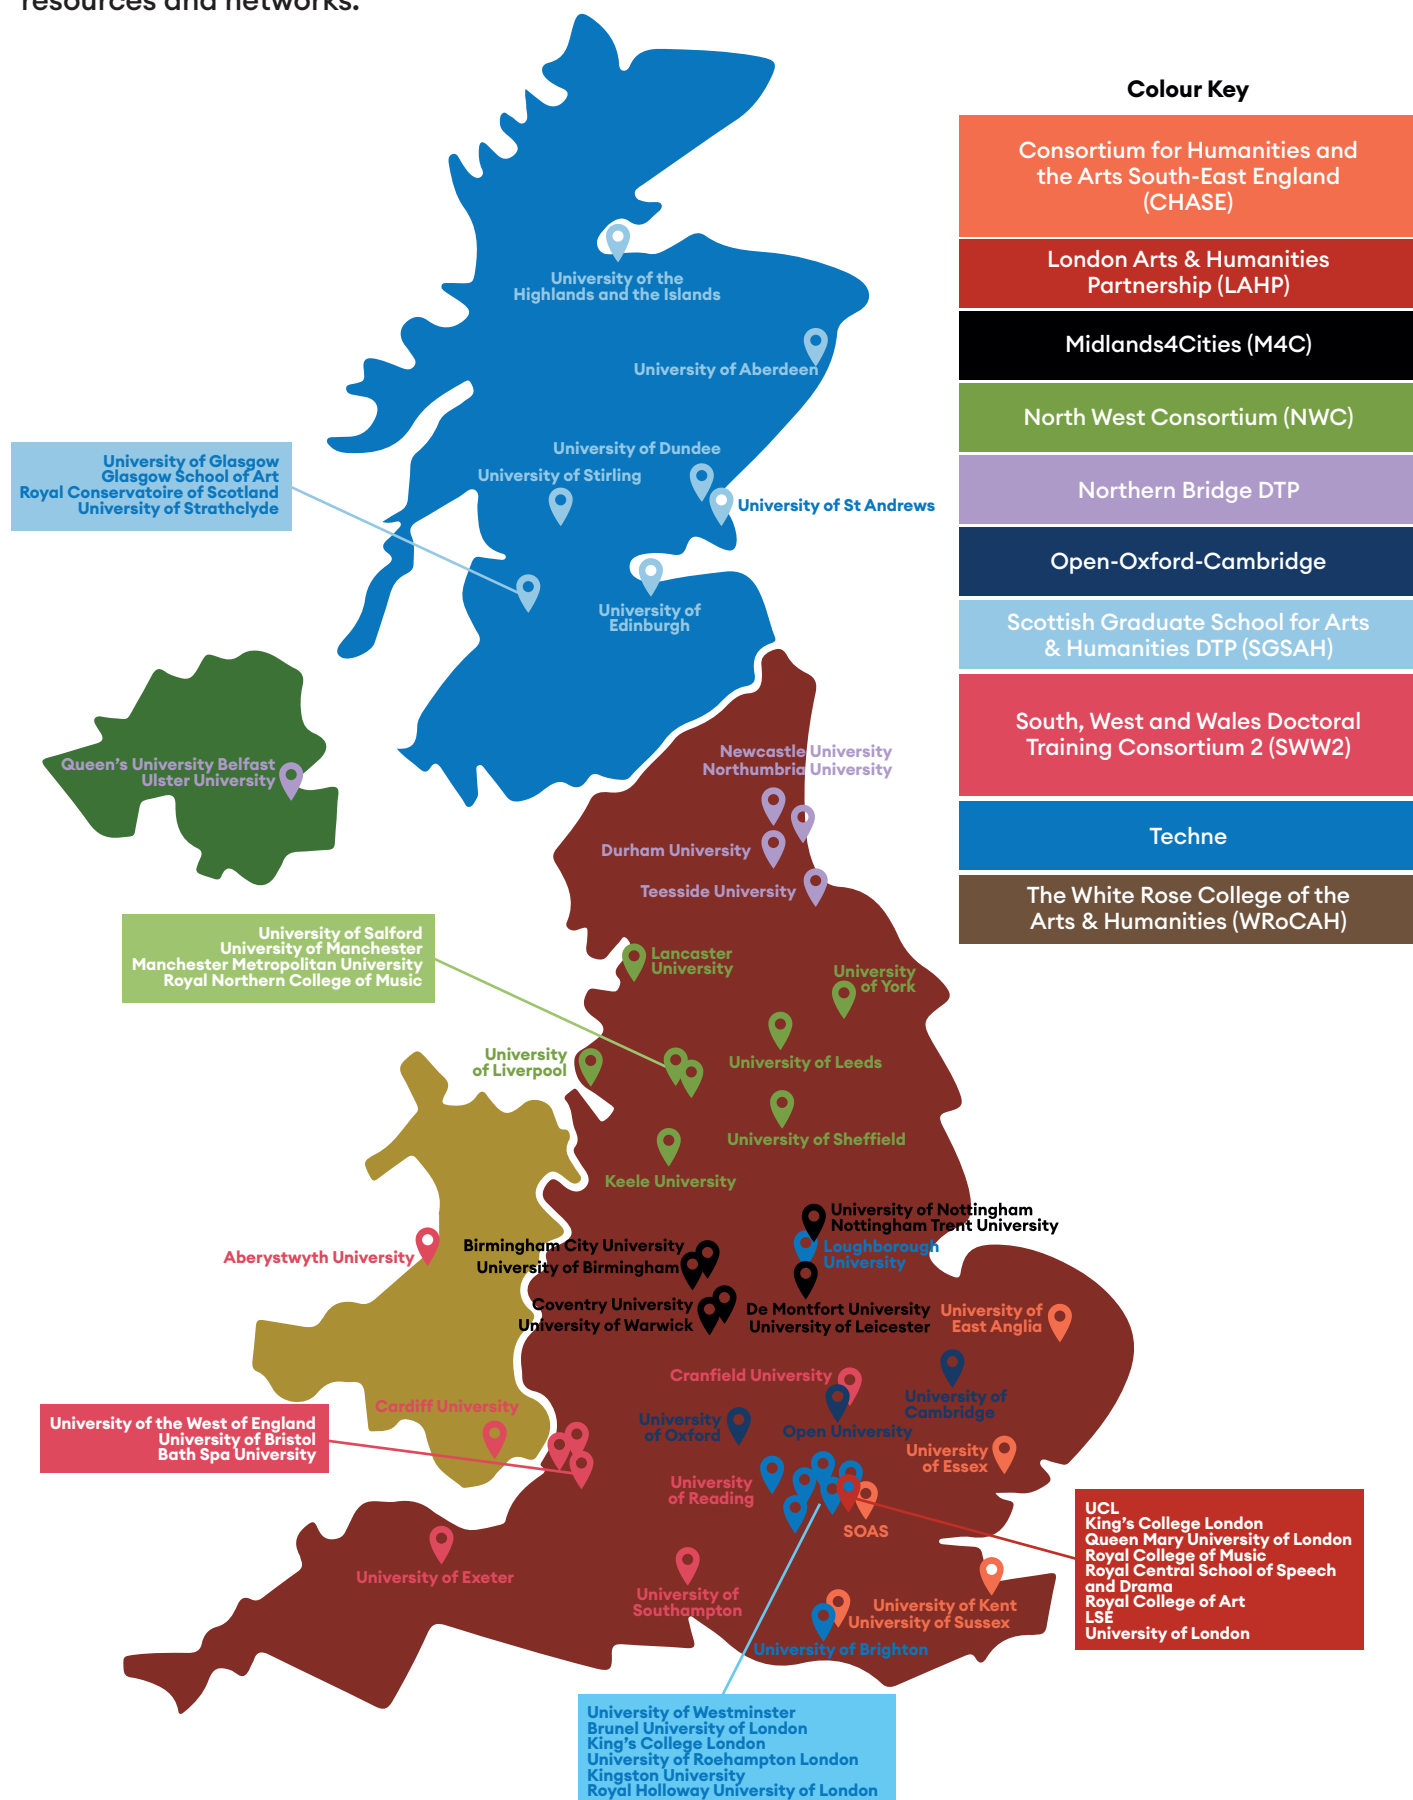 resources and networks.
Colour Key
Consortium for Humanities and
the Arts South-East England
(CHASE)
London Arts & Humanities
Partnership (LAHP)
Midlands4Cities (M4C)
North West Consortium (NWC)
Northern Bridge DTP
Open-Oxford-Cambridge
Scottish Graduate School for Arts
& Humanities DTP (SGSAH)
South, West and Wales Doctoral
Training Consortium 2 (SWW2)
Techne
The White Rose College of the
Arts & Humanities (WRoCAH)
University of the
Highlands and the Islands
University of Aberdeen
University of Dundee
University of Stirling
University of St Andrews
University of Glasgow
Glasgow School of Art
Royal Conservatoire of Scotland
University of Strathclyde
University of
Edinburgh
Queen's University Belfast
Ulster University
Newcastle University
Northumbria University
Durham University
Teesside University
University of Salford
University of Manchester
Manchester Metropolitan University
Royal Northern College of Music
Lancaster
University
University
of York
University
of Liverpool
University of Leeds
University of Sheffield
Keele University
University of Nottingham
Nottingham Trent University
Loughborough
University
Aberystwyth University
Birmingham City University
University of Birmingham
Coventry University
University of Warwick
De Montfort University
University of Leicester
University of
East Anglia
Cranfield University
University of
Cambridge
Cardiff University
University
of Oxford
Open University
University of the West of England
University of Bristol
Bath Spa University
University
of Essex
University
of Reading
SOAS
UCL
King's College London
Queen Mary University of London
Royal College of Music
Royal Central School of Speech
and Drama
Royal College of Art
LSE
University of London
University of Exeter
University of
Southampton
University of Kent
University of Sussex
University of Brighton
University of Westminster
Brunel University of London
King's College London
University of Roehampton London
Kingston University
Royal Holloway University of London